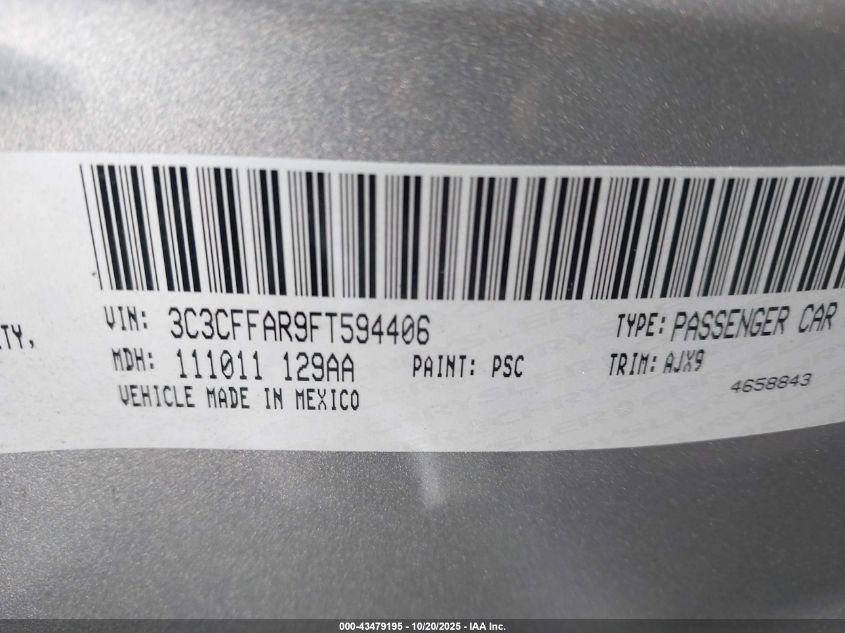 ITY,
VIN: 3C3CFFAR9FT594406
TYPE: PASSENGER CAR
MDH: 111011 129AA
PAINT: PSC
TRIM: AJX9
VEHICLE MADE IN MEXICO
4658843
000-43479195 - 10/20/2025 - IAA Inc.